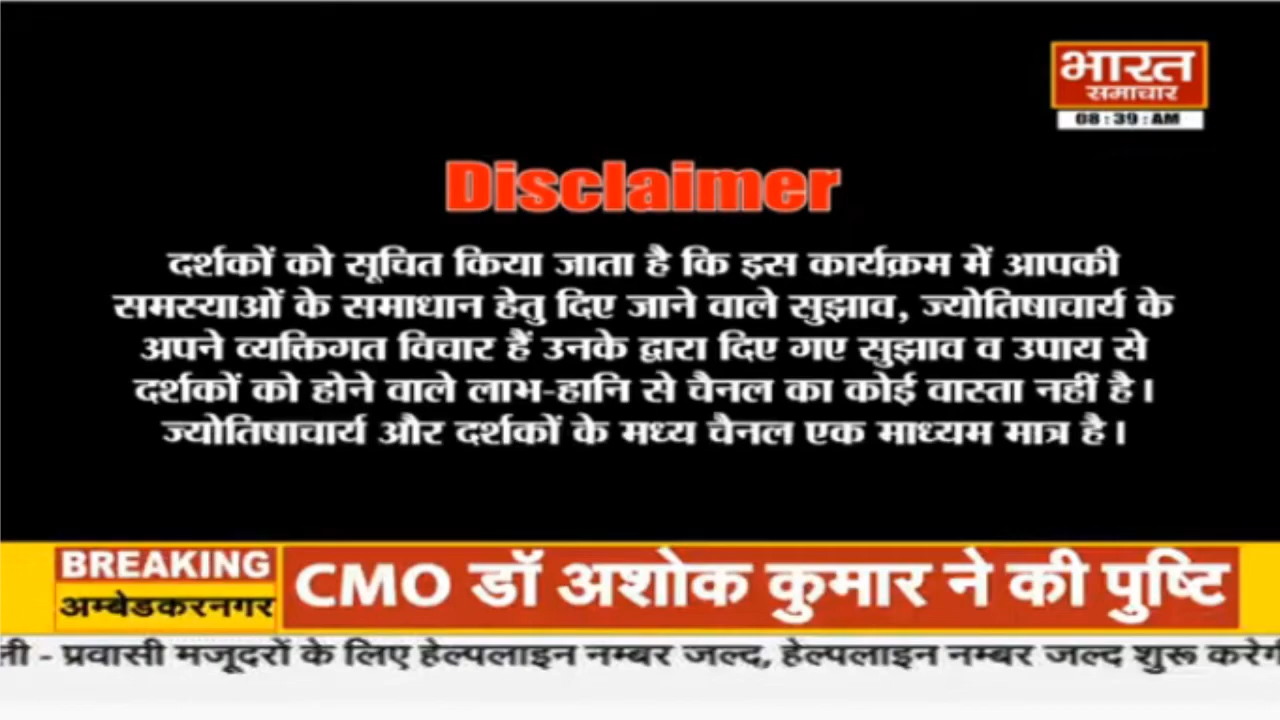 भारत
समाचार
08:39:AM
Disclaimer
दर्शकों को सूचित किया जाता है कि इस कार्यक्रम में आपकी
समस्याओं के समाधान हेतु दिए जाने वाले सुझाव, ज्योतिषाचार्य के
अपने व्यक्तिगत विचार हैं उनके द्वारा दिए गए सुझाव व उपाय से
दर्शकों को होने वाले लाभ-हानि से चैनल का कोई वास्ता नहीं है।
ज्योतिषाचार्य और दर्शकों के मध्य चैनल एक माध्यम मात्र है।
BREAKING
अम्बेडकरनगर
CMO डॉ अशोक कुमार ने की पुष्टि
- प्रवासी मजूदरों के लिए हेल्पलाइन नम्बर जल्द, हेल्पलाइन नम्बर जल्द शुरू